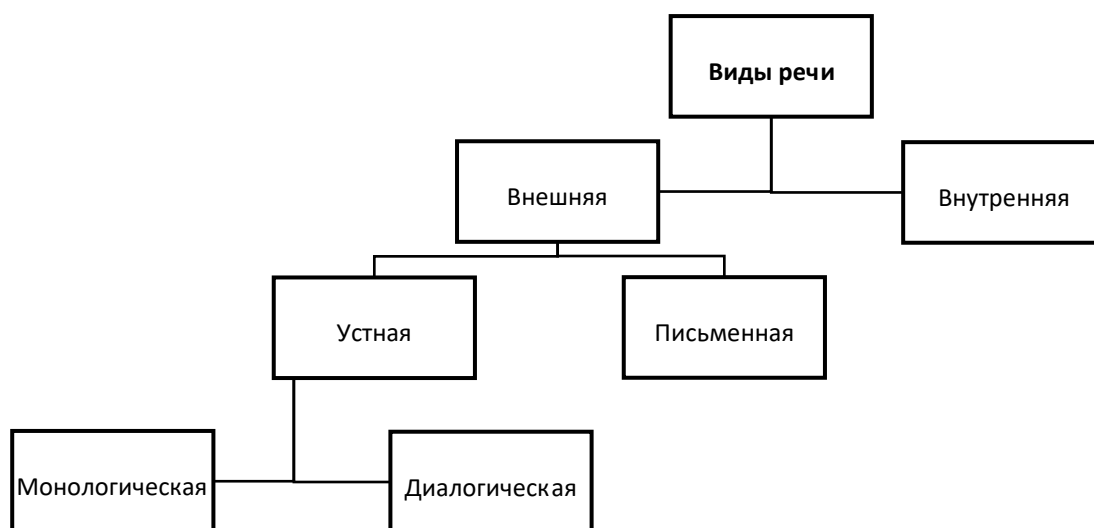 Виды речи
Внешняя
Внутренняя
Устная
Письменная
Монологическая
Диалогическая